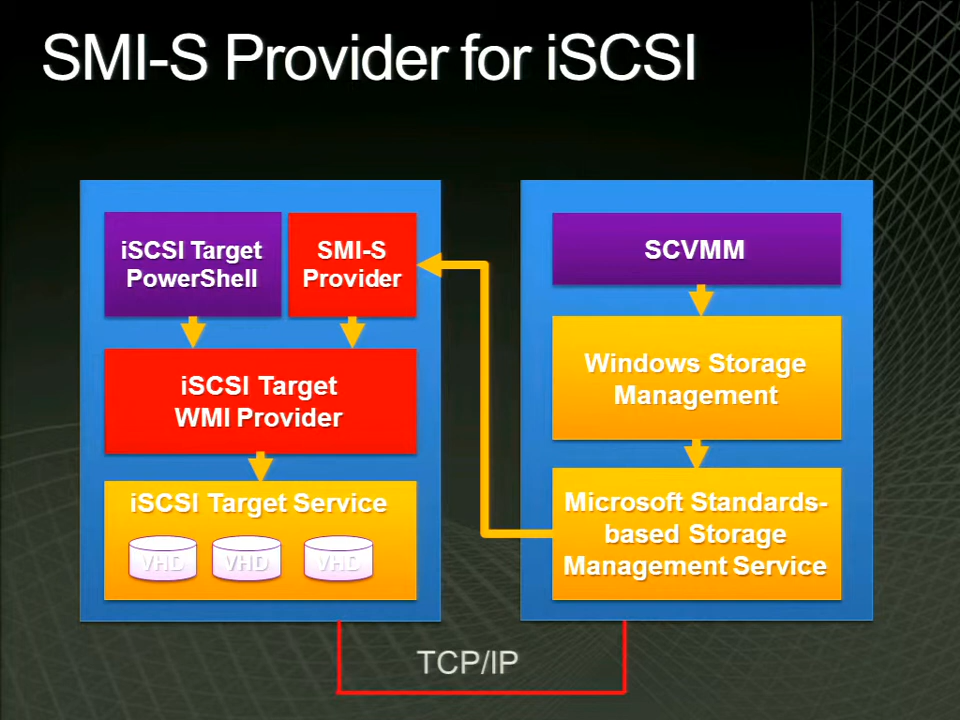 SMI-S Provider for iSCSI
iSCSI Target
PowerShell
SMI-S
Provider
iSCSI Target
WMI Provider
iSCSI Target Service
VHD
VHD
VHD
SCVMM
Windows Storage
Management
Microsoft Standards-
based Storage
Management Service
TCP/IP